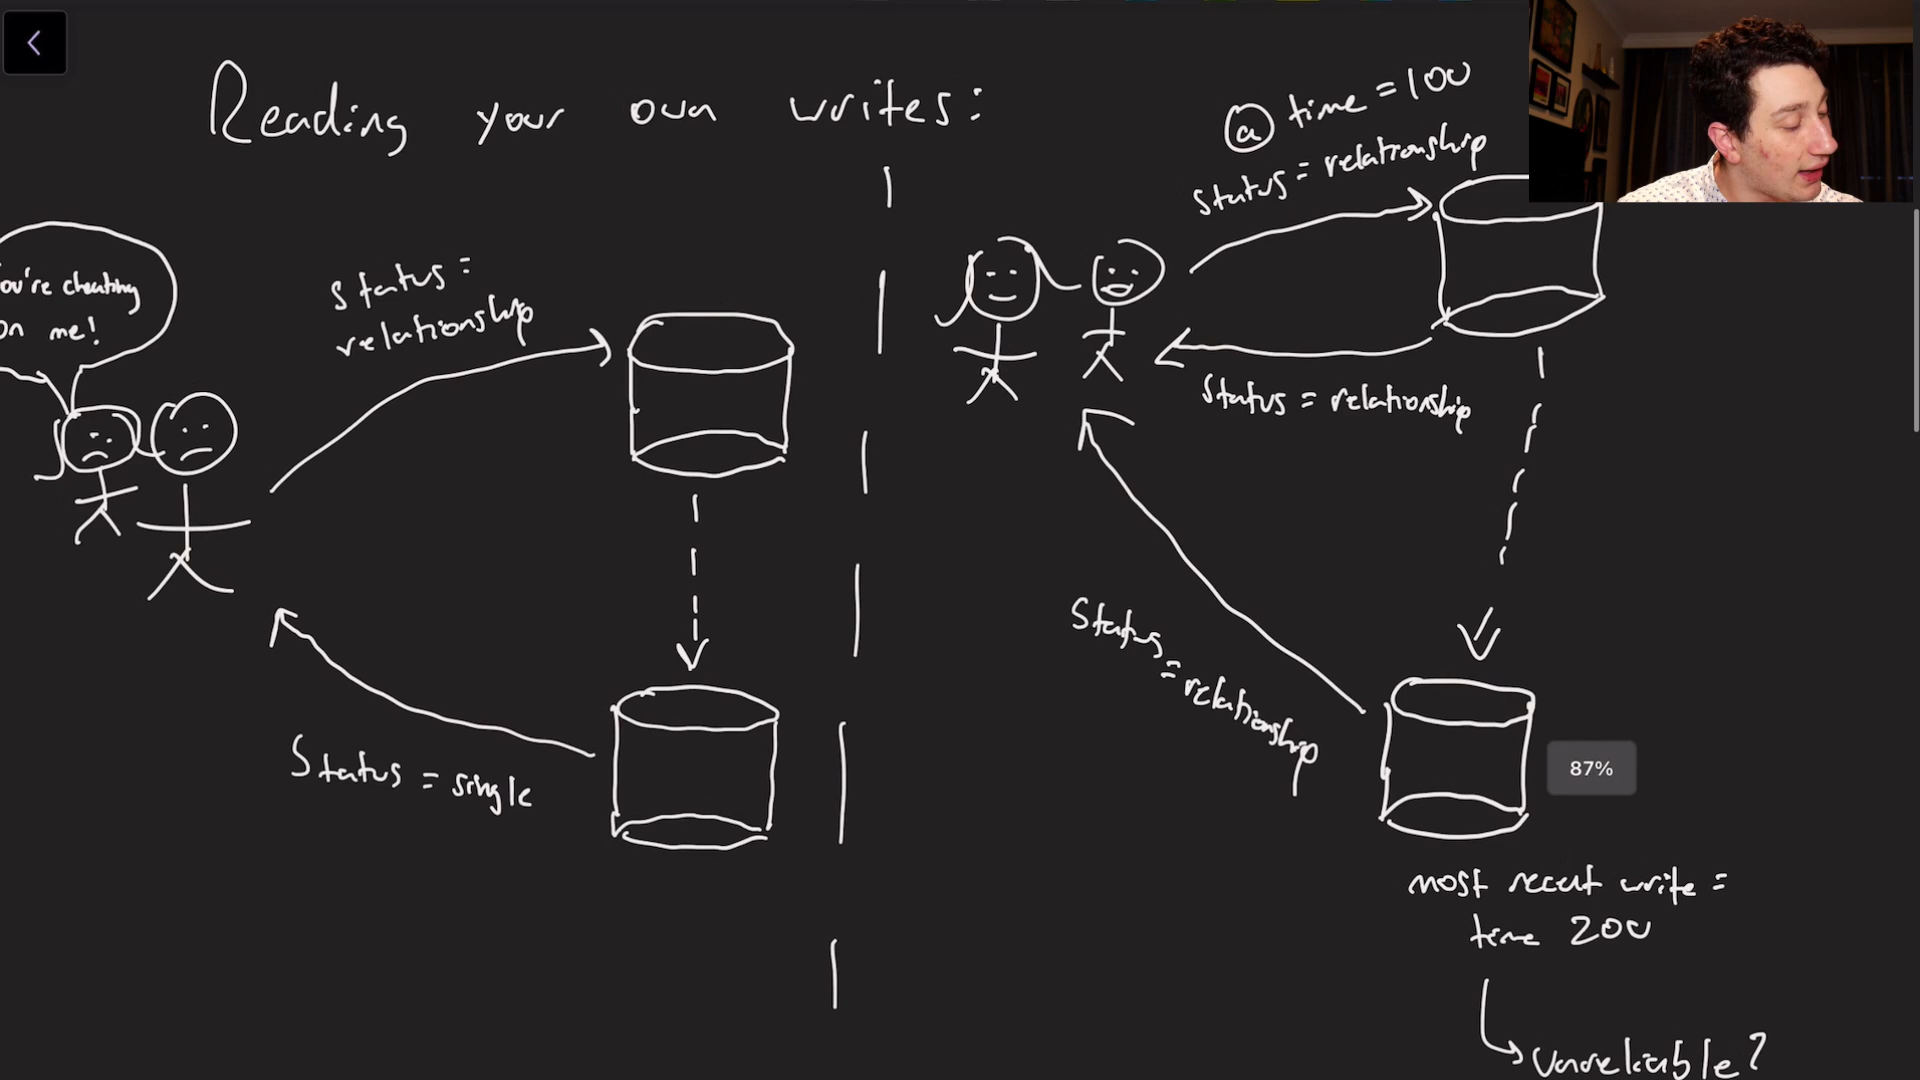 Reading your own writes:
@ time = 100
status = relationship
You're cheating
on me!
status =
relationship
status = relationship
Status = single
Status
= relationship
87%
most recent write =
time 200
unreliable?